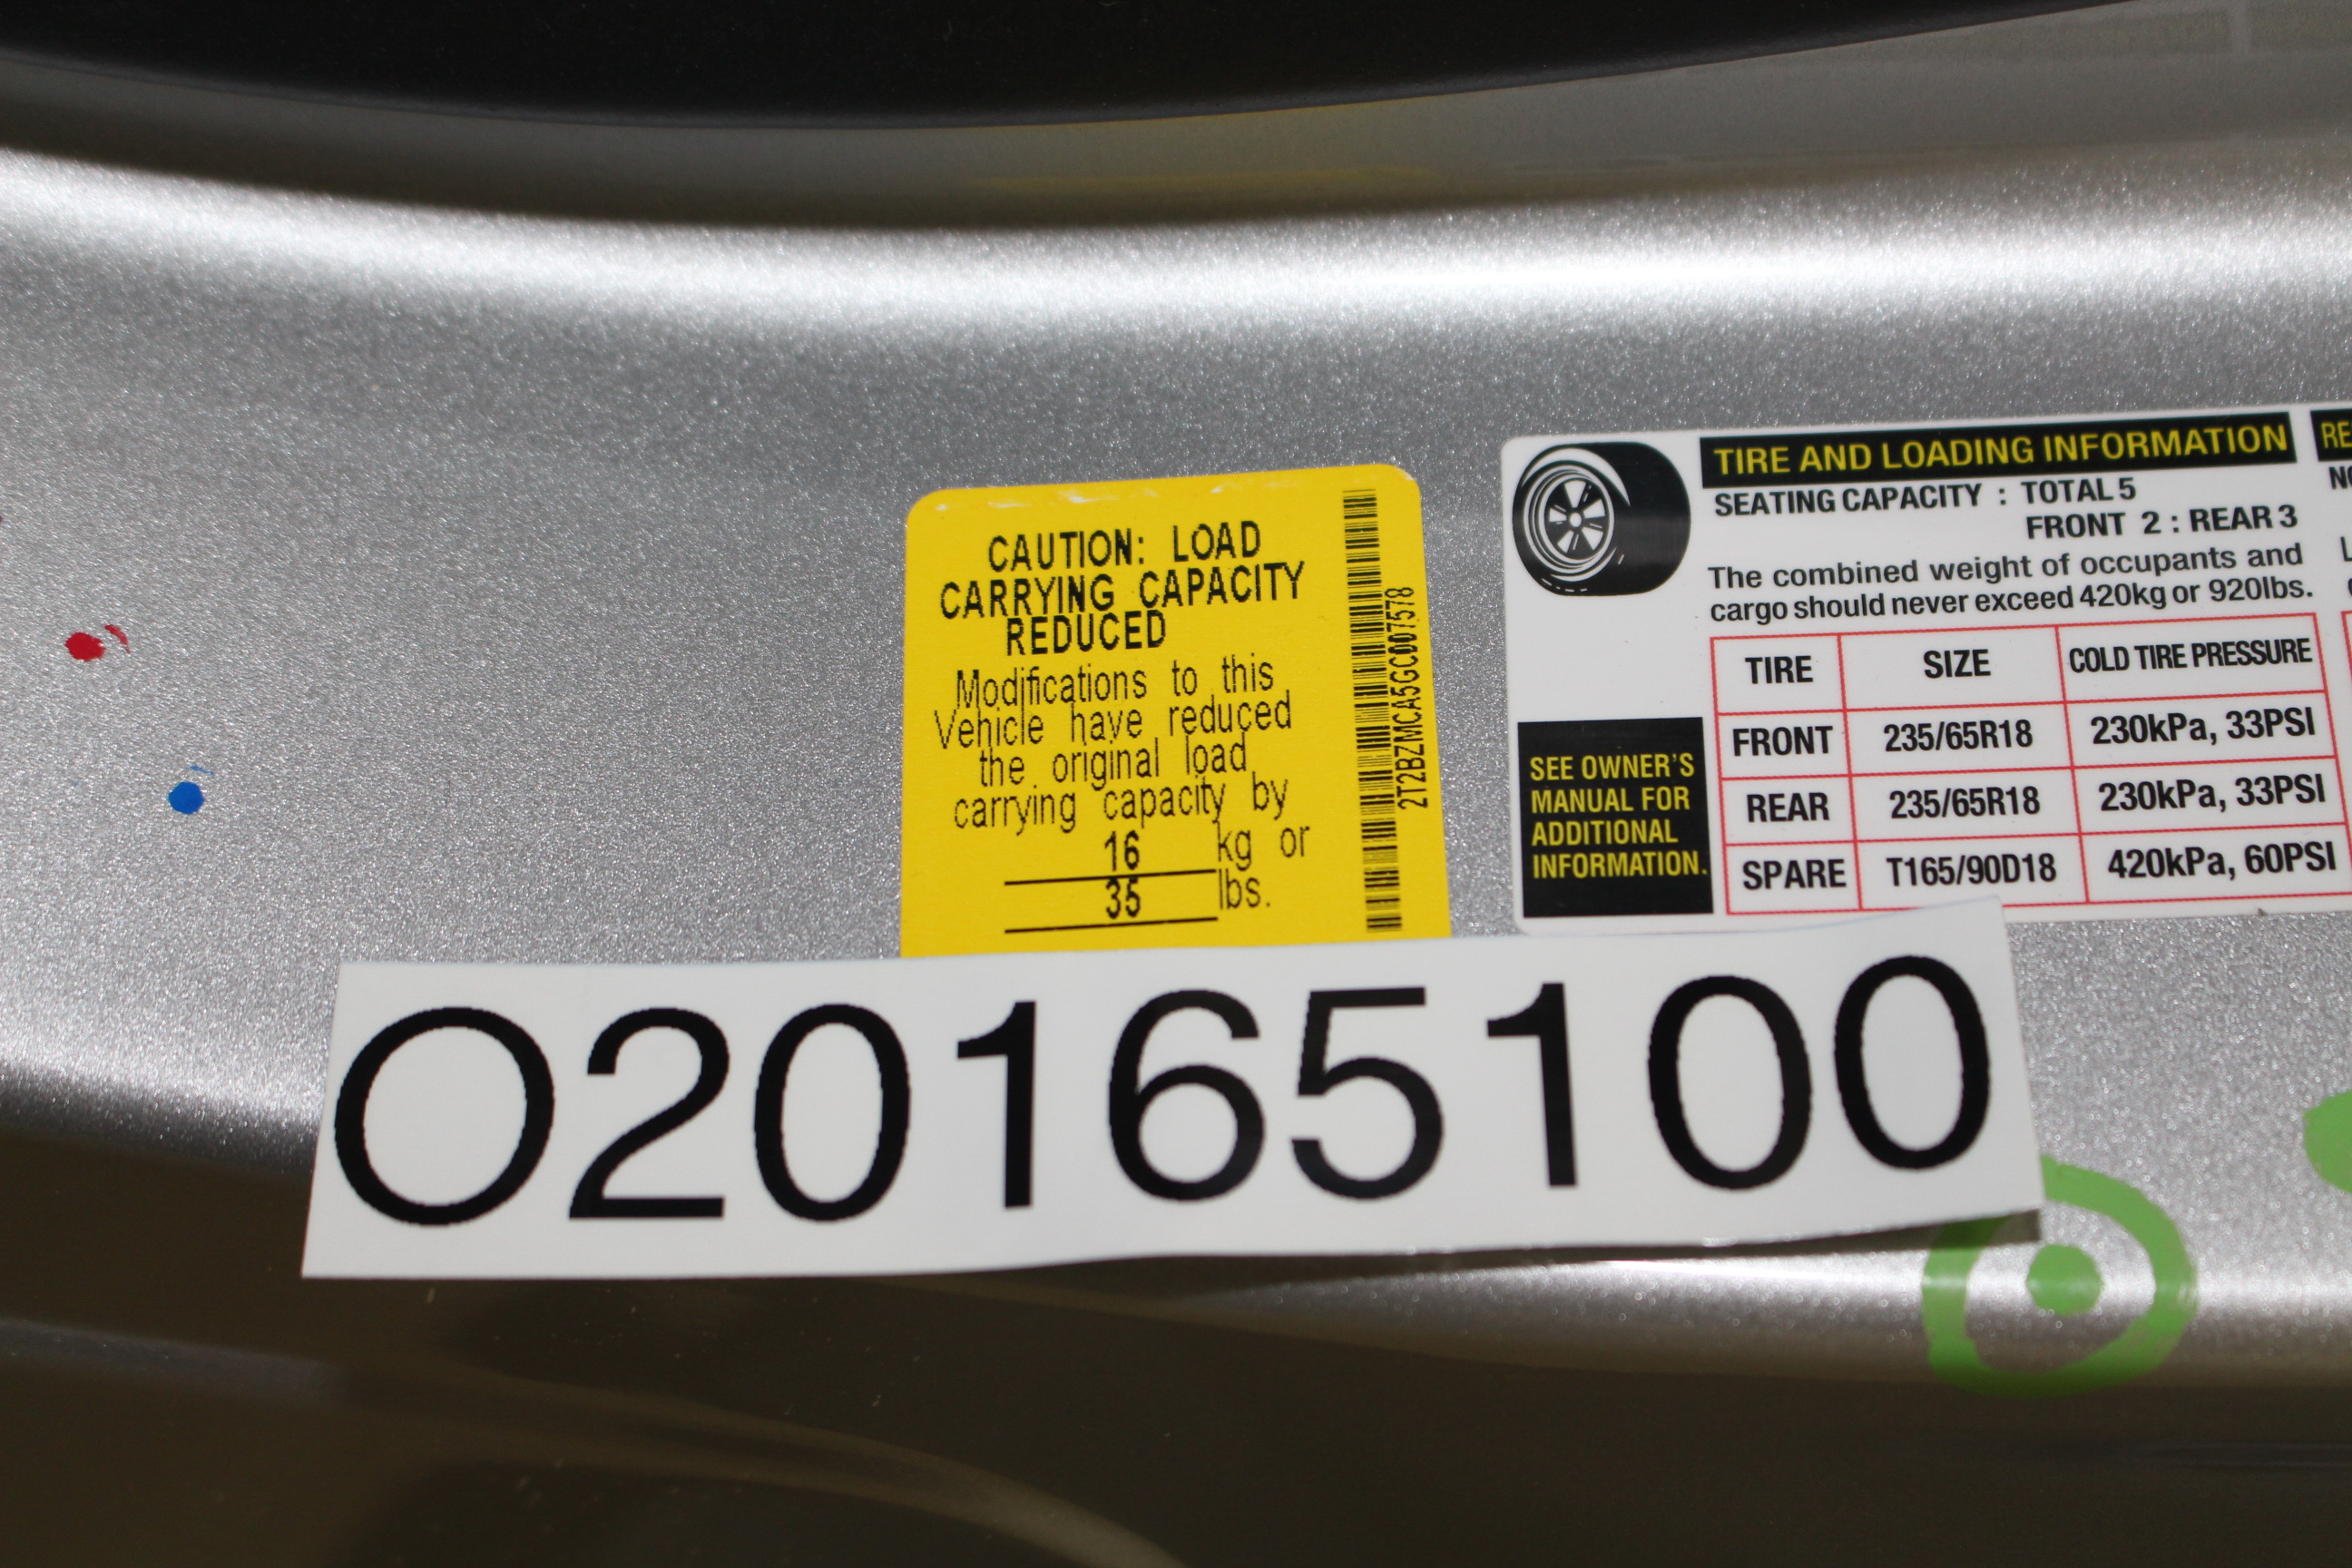 CAUTION: LOAD
CARRYING CAPACITY
REDUCED
Modifications to this
Vehicle have reduced
the original load
carrying capacity by
16 kg or
35 lbs.
2T2BZMCA5GC007578
TIRE AND LOADING INFORMATION
SEATING CAPACITY : TOTAL 5
FRONT 2 : REAR 3
The combined weight of occupants and
cargo should never exceed 420kg or 920lbs.
TIRE SIZE COLD TIRE PRESSURE
FRONT 235/65R18 230kPa, 33PSI
REAR 235/65R18 230kPa, 33PSI
SPARE T165/90D18 420kPa, 60PSI
SEE OWNER'S
MANUAL FOR
ADDITIONAL
INFORMATION.
RE
NO
O20165100